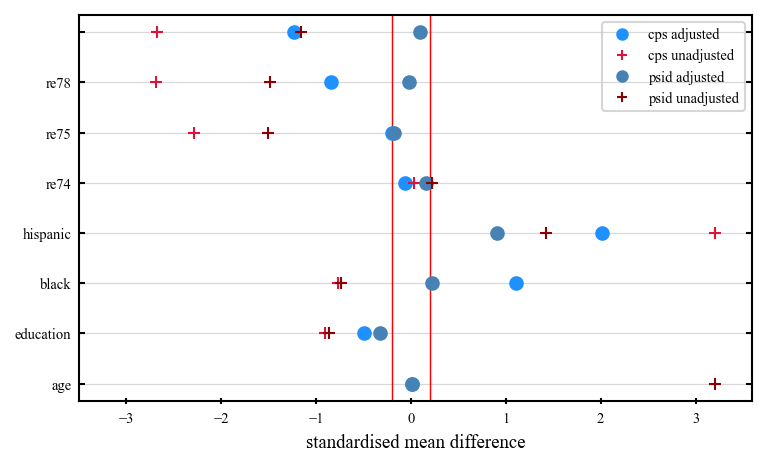 cps adjusted
cps unadjusted
psid adjusted
psid unadjusted
re78
re75
re74
hispanic
black
education
age
−3 −2 −1 0 1 2 3
standardised mean difference